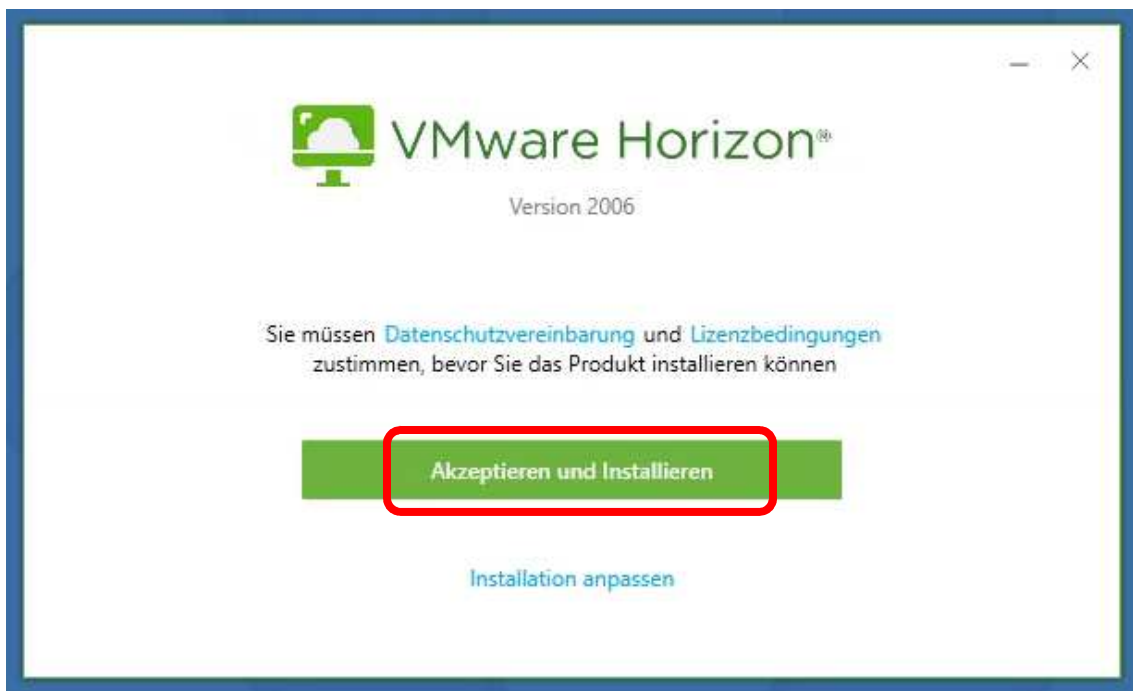 VMware Horizon®
Version 2006
Sie müssen Datenschutzvereinbarung und Lizenzbedingungen
zustimmen, bevor Sie das Produkt installieren können
Akzeptieren und Installieren
Installation anpassen